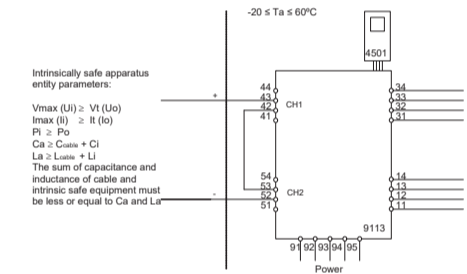 -20 ≤ Ta ≤ 60ºC
4501
Intrinsically safe apparatus
entity parameters:
Vmax (Ui) ≥ Vt (Uo)
Imax (Ii) ≥ It (Io)
Pi ≥ Po
Ca ≥ Ccable + Ci
La ≥ Lcable + Li
The sum of capacitance and
inductance of cable and
intrinsic safe equipment must
be less or equal to Ca and La
+
-
44
43
42
41
CH1
34
33
32
31
54
53
52
51
CH2
14
13
12
11
9113
91 92 93 94 95
Power